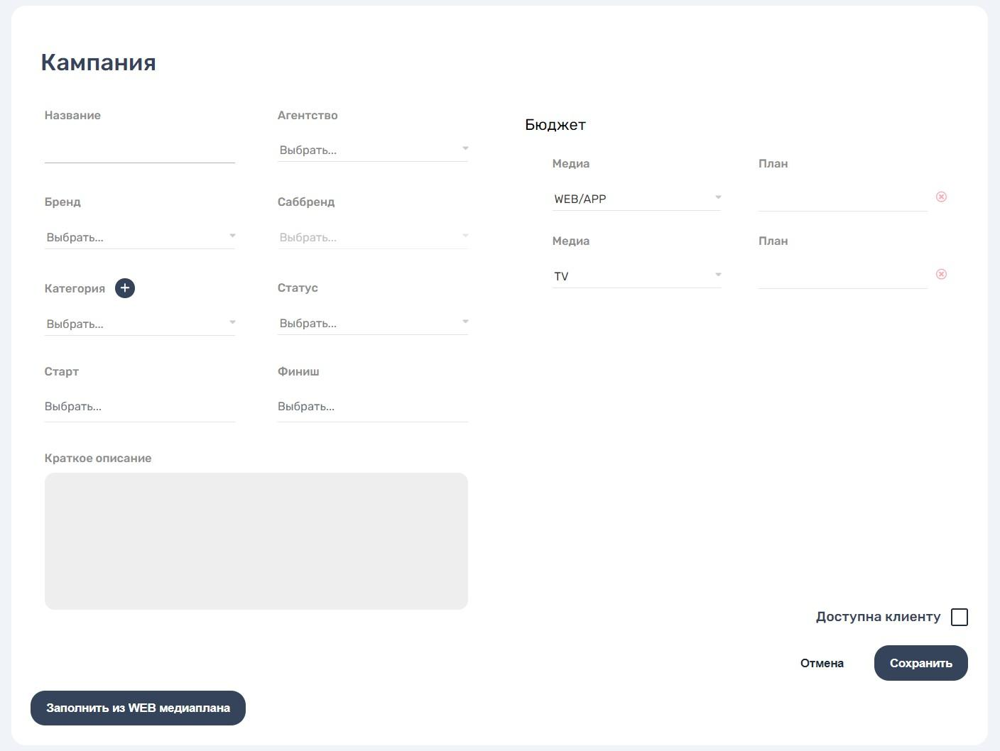 Кампания
Название
Агентство
Выбрать...
Бренд
Саббренд
Выбрать...
Выбрать...
Категория
Статус
Выбрать...
Выбрать...
Старт
Финиш
Выбрать...
Выбрать...
Краткое описание
Бюджет
Медиа
План
WEB/APP
Медиа
План
TV
Доступна клиенту
Отмена
Сохранить
Заполнить из WEB медиаплана